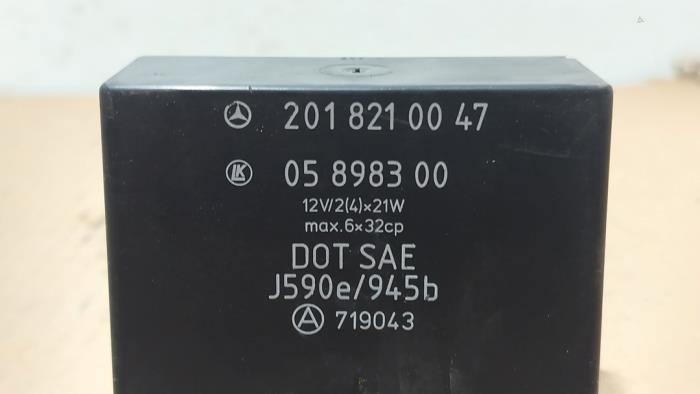 201 821 00 47
LK 05 8983 00
12V/2(4)×21W
max.6×32cp
DOT SAE
J590e/945b
A 719043